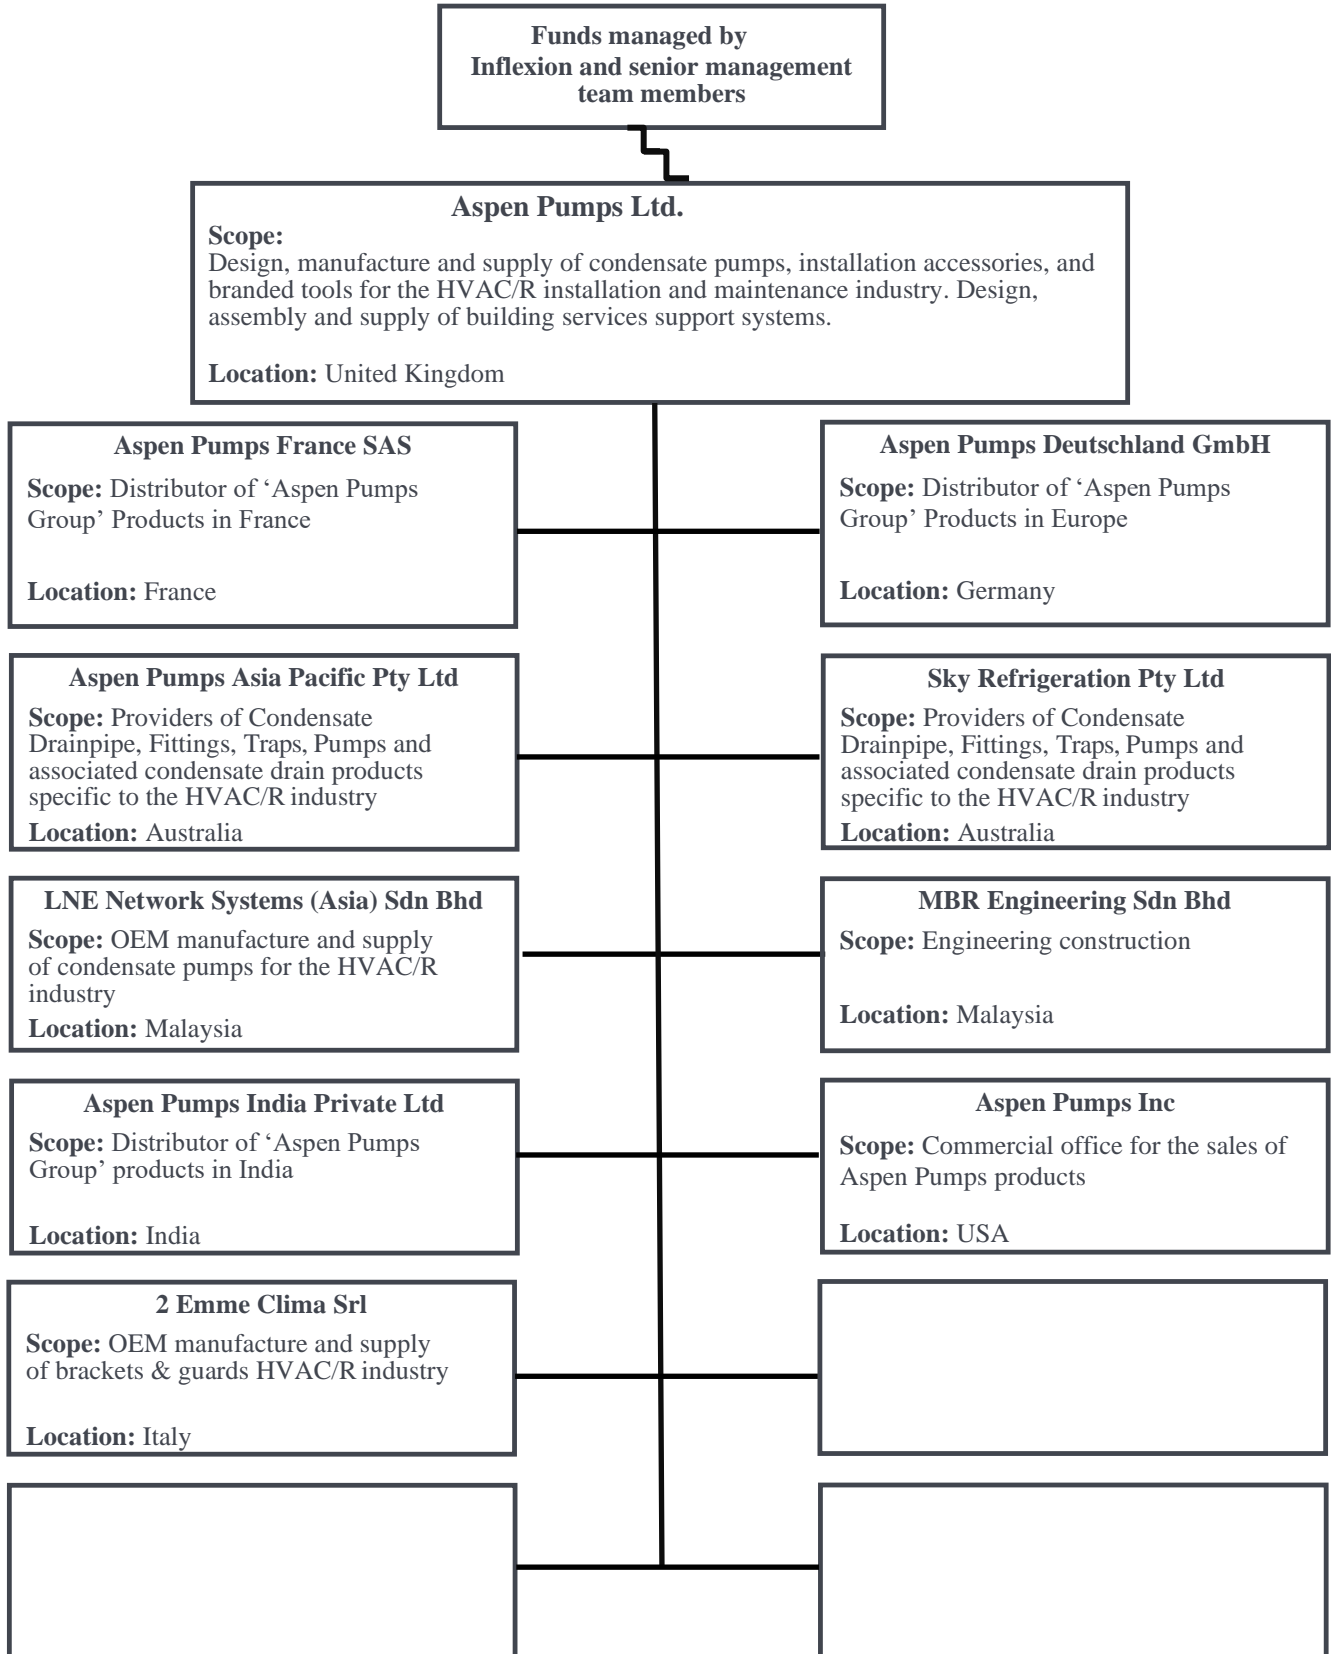 Funds managed by
Inflexion and senior management
team members
Aspen Pumps Ltd.
Scope:
Design, manufacture and supply of condensate pumps, installation accessories, and
branded tools for the HVAC/R installation and maintenance industry. Design,
assembly and supply of building services support systems.
Location: United Kingdom
Aspen Pumps France SAS
Scope: Distributor of ‘Aspen Pumps
Group’ Products in France
Location: France
Aspen Pumps Deutschland GmbH
Scope: Distributor of ‘Aspen Pumps
Group’ Products in Europe
Location: Germany
Aspen Pumps Asia Pacific Pty Ltd
Scope: Providers of Condensate
Drainpipe, Fittings, Traps, Pumps and
associated condensate drain products
specific to the HVAC/R industry
Location: Australia
Sky Refrigeration Pty Ltd
Scope: Providers of Condensate
Drainpipe, Fittings, Traps, Pumps and
associated condensate drain products
specific to the HVAC/R industry
Location: Australia
LNE Network Systems (Asia) Sdn Bhd
Scope: OEM manufacture and supply
of condensate pumps for the HVAC/R
industry
Location: Malaysia
MBR Engineering Sdn Bhd
Scope: Engineering construction
Location: Malaysia
Aspen Pumps India Private Ltd
Scope: Distributor of ‘Aspen Pumps
Group’ products in India
Location: India
Aspen Pumps Inc
Scope: Commercial office for the sales of
Aspen Pumps products
Location: USA
2 Emme Clima Srl
Scope: OEM manufacture and supply
of brackets & guards HVAC/R industry
Location: Italy